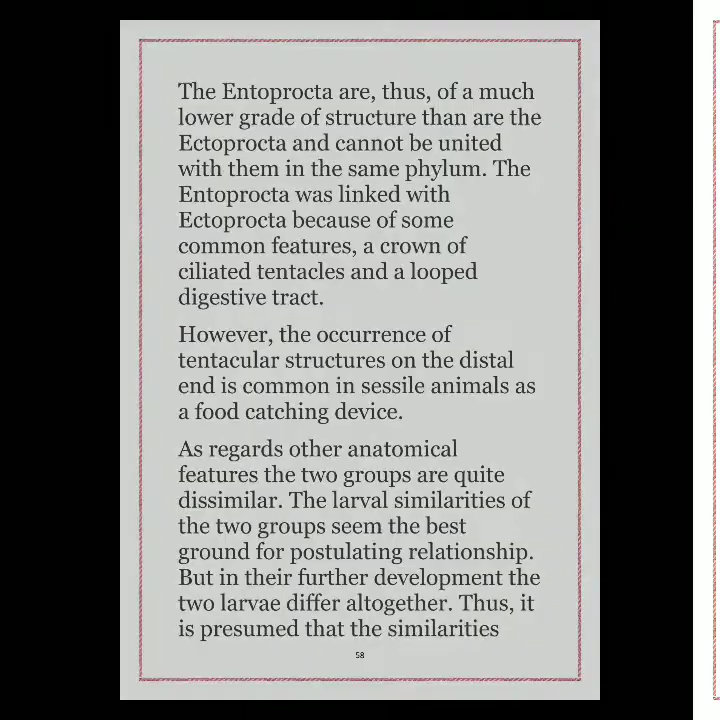 The Entoprocta are, thus, of a much
lower grade of structure than are the
Ectoprocta and cannot be united
with them in the same phylum. The
Entoprocta was linked with
Ectoprocta because of some
common features, a crown of
ciliated tentacles and a looped
digestive tract.
However, the occurrence of
tentacular structures on the distal
end is common in sessile animals as
a food catching device.
As regards other anatomical
features the two groups are quite
dissimilar. The larval similarities of
the two groups seem the best
ground for postulating relationship.
But in their further development the
two larvae differ altogether. Thus, it
is presumed that the similarities
58